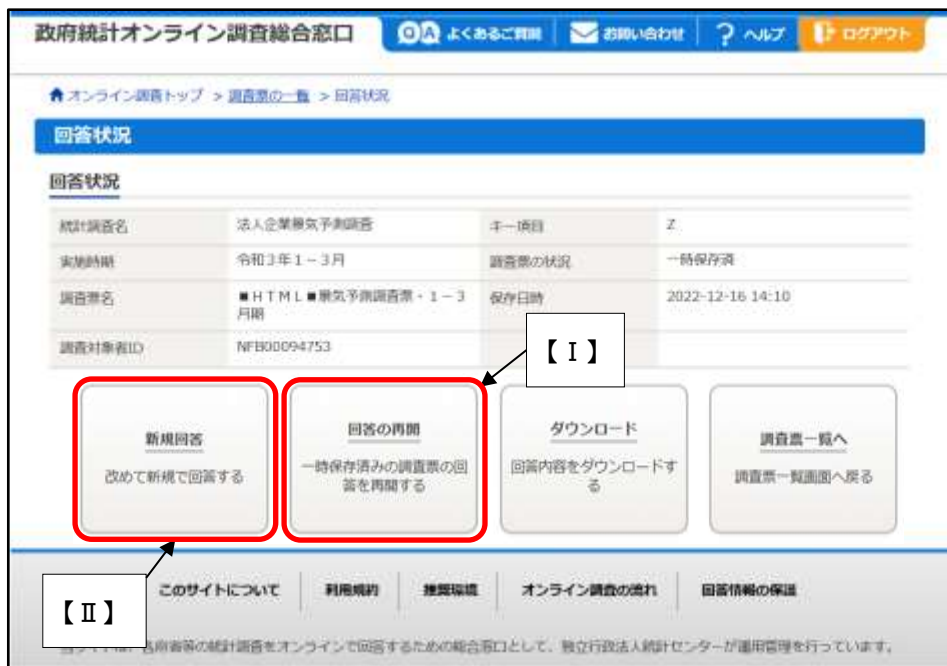 政府統計オンライン調査総合窓口
よくあるご質問
お問い合わせ
ヘルプ
ログアウト
オンライン調査トップ > 調査票の一覧 > 回答状況
回答状況
回答状況
統計調査名 法人企業景気予測調査 キー項目 Z
実施時期 令和3年1-3月 調査票の状況 一時保存済
調査票名 ■HTML■景気予測調査票・1-3
月期
保存日時 2022-12-16 14:10
調査対象者ID NFB00094753
【Ⅰ】
新規回答
改めて新規で回答する
回答の再開
一時保存済みの調査票の回
答を再開する
ダウンロード
回答内容をダウンロードす
る
調査票一覧へ
調査票一覧画面へ戻る
【Ⅱ】
このサイトについて 利用規約 推奨環境 オンライン調査の流れ 回答情報の保護
府省等の統計調査をオンラインで回答するための総合窓口として、独立行政法人統計センターが運用管理を行っています。